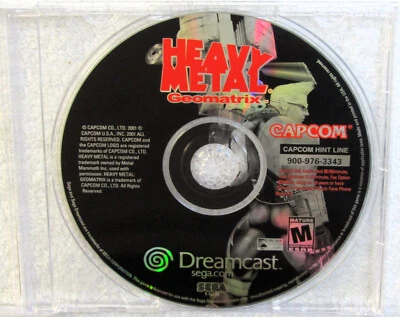 HEAVY
METAL
Geomatrix
© CAPCOM CO., LTD. 2001 ©
CAPCOM U.S.A., INC. 2001 ALL
RIGHTS RESERVED. CAPCOM and
the CAPCOM LOGO are registered
trademarks of CAPCOM CO., LTD.
HEAVY METAL is a registered
trademark owned by Metal
Mammoth Inc. used with
permission. HEAVY METAL
GEOMATRIX is a trademark of
CAPCOM CO., LTD. All Rights
Reserved.
CAPCOM
CAPCOM HINT LINE
900-976-3343
MATURE
M
ESRB
Dreamcast
sega.com
SEGA